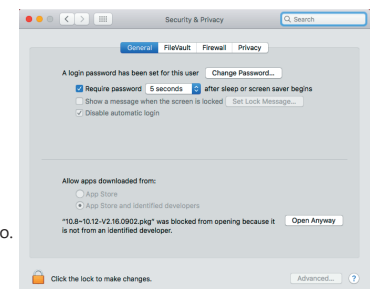 Security & Privacy
Search
General FileVault Firewall Privacy
A login password has been set for this user Change Password...
Require password 5 seconds after sleep or screen saver begins
Show a message when the screen is locked Set Lock Message...
Disable automatic login
Allow apps downloaded from:
App Store
App Store and identified developers
"10.8~10.12-V2.16.0902.pkg" was blocked from opening because it Open Anyway
is not from an identified developer.
o.
Click the lock to make changes. Advanced... ?